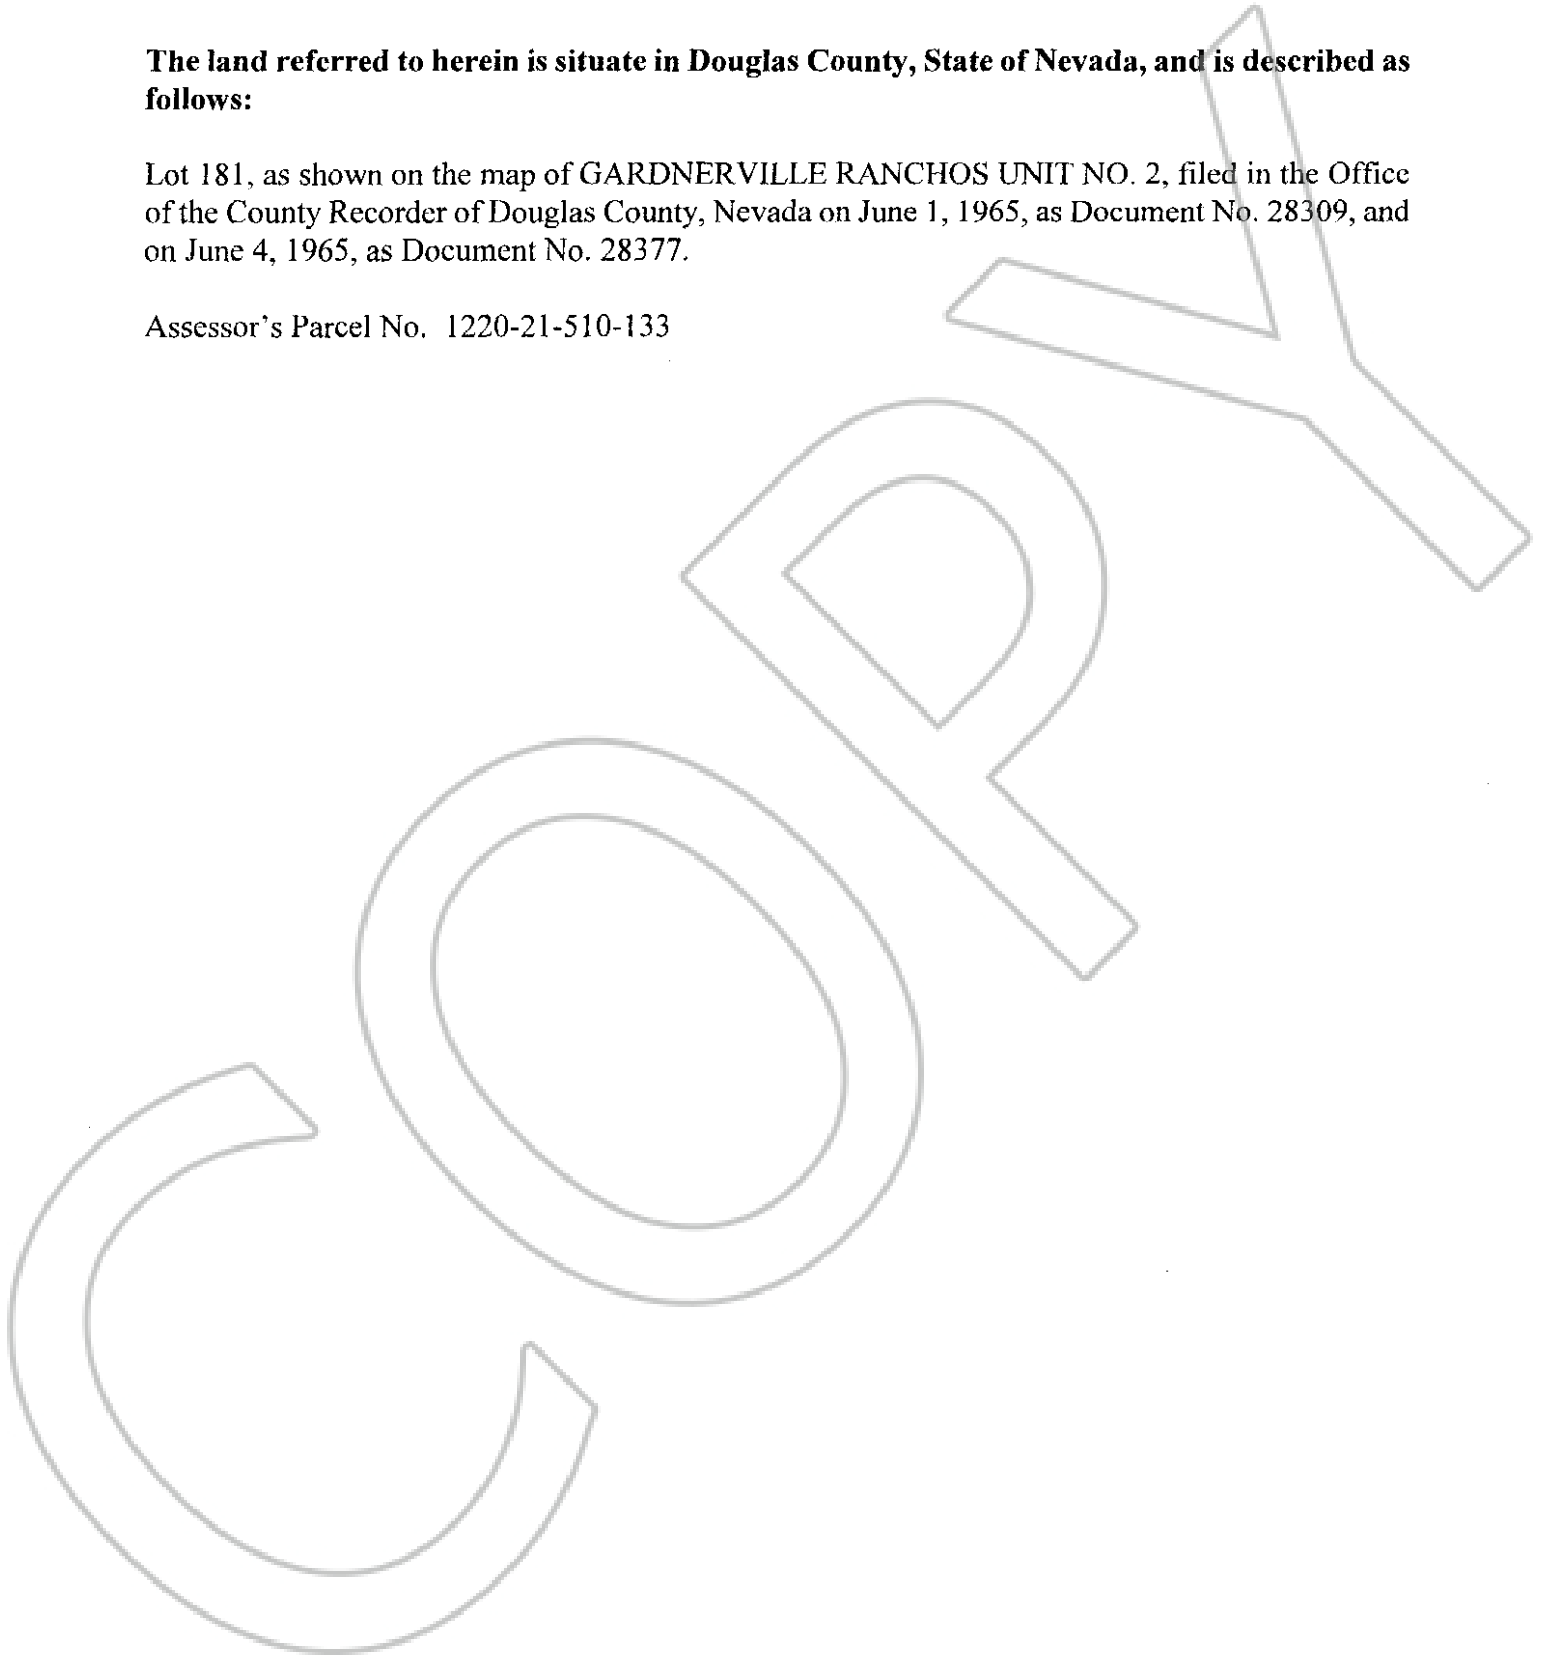 The land referred to herein is situate in Douglas County, State of Nevada, and is described as
follows:
Lot 181, as shown on the map of GARDNERVILLE RANCHOS UNIT NO. 2, filed in the Office
of the County Recorder of Douglas County, Nevada on June 1, 1965, as Document No. 28309, and
on June 4, 1965, as Document No. 28377.
Assessor's Parcel No. 1220-21-510-133
COPY